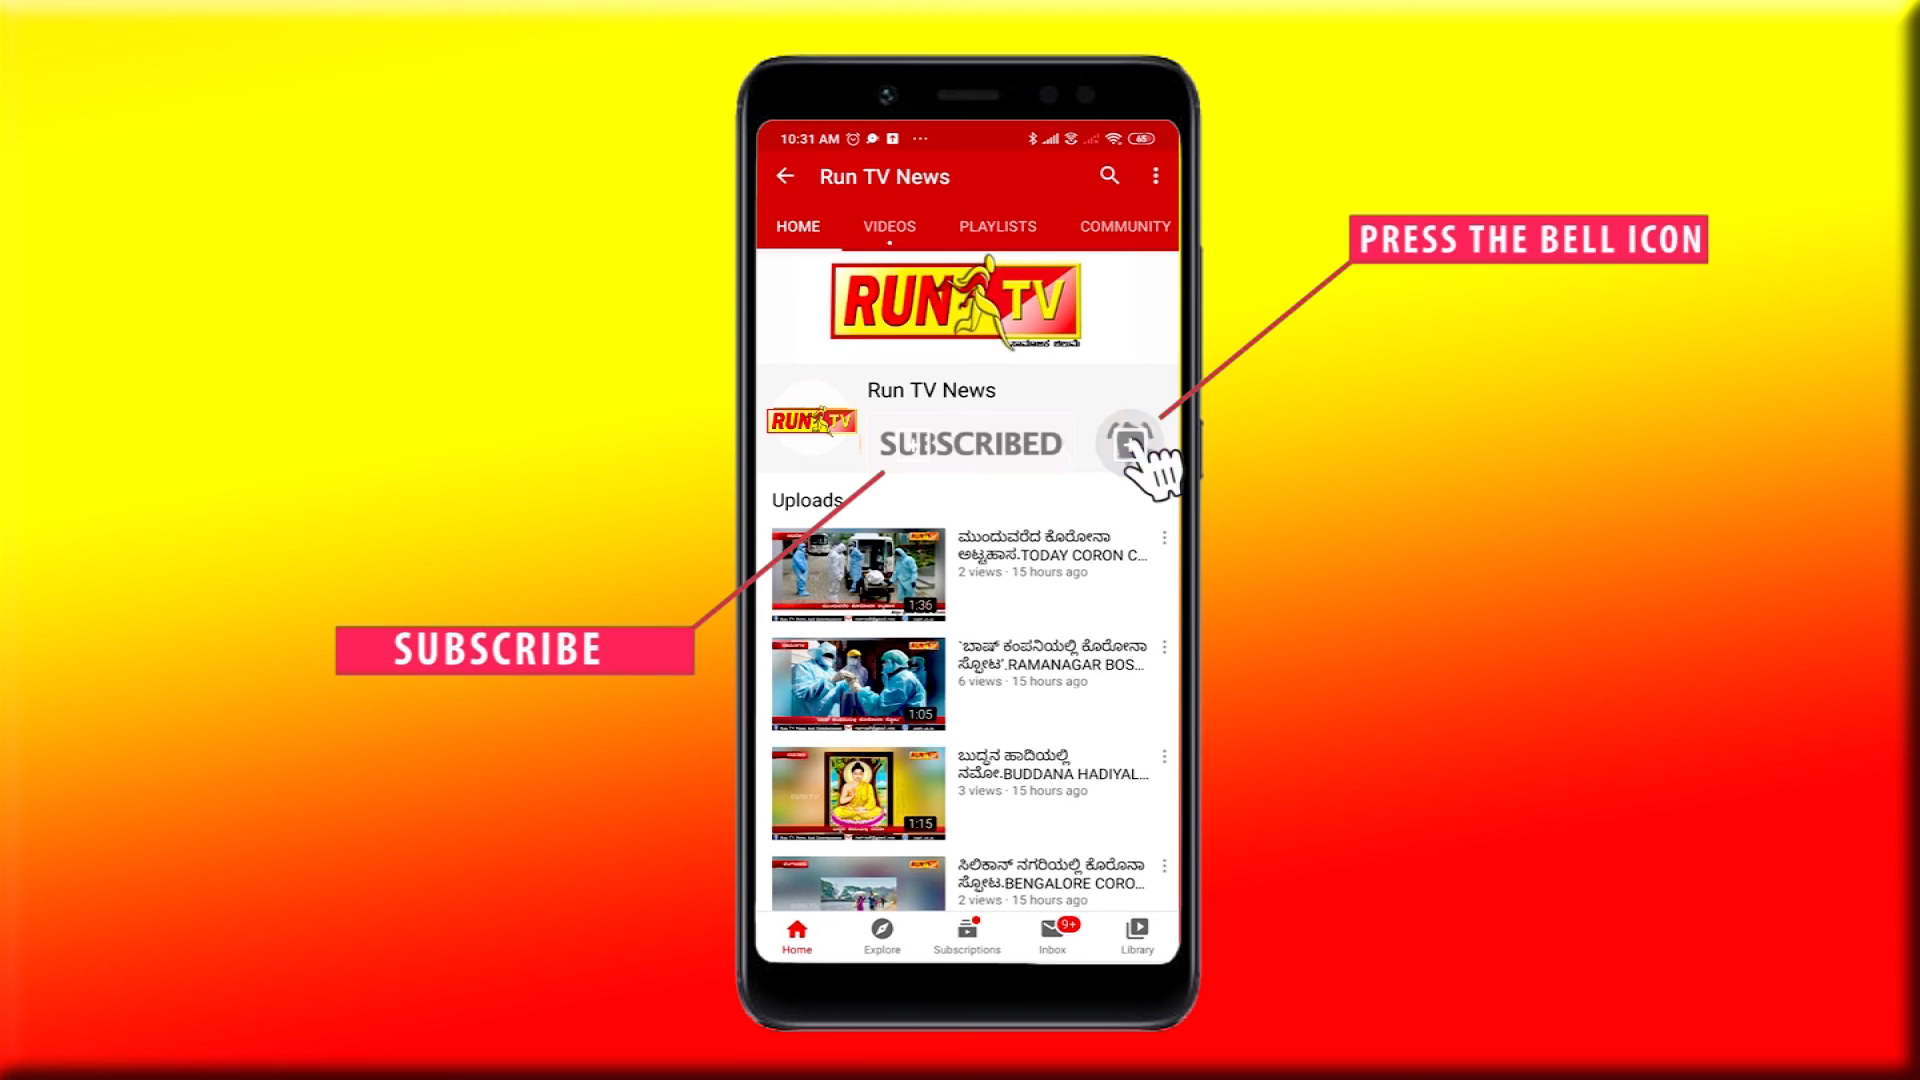 10:31 AM
65
Run TV News
HOME VIDEOS PLAYLISTS COMMUNITY
PRESS THE BELL ICON
RUN TV
Run TV News
RUN TV
SUBSCRIBED
Uploads
ಮುಂದುವರೆದ ಕೊರೋನಾ
ಅಟ್ಟಹಾಸ.TODAY CORON C...
2 views · 15 hours ago
1:36
SUBSCRIBE
`ಬಾಷ್ ಕಂಪನಿಯಲ್ಲಿ ಕೊರೋನಾ
ಸ್ಫೋಟ'.RAMANAGAR BOS...
6 views · 15 hours ago
1:05
ಬುದ್ಧನ ಹಾದಿಯಲ್ಲಿ
ನಮೋ.BUDDANA HADIYAL...
3 views · 15 hours ago
1:15
ಸಿಲಿಕಾನ್ ನಗರಿಯಲ್ಲಿ ಕೊರೊನಾ
ಸ್ಫೋಟ.BENGALORE CORO...
2 views · 15 hours ago
9+
Home Explore Subscriptions Inbox Library